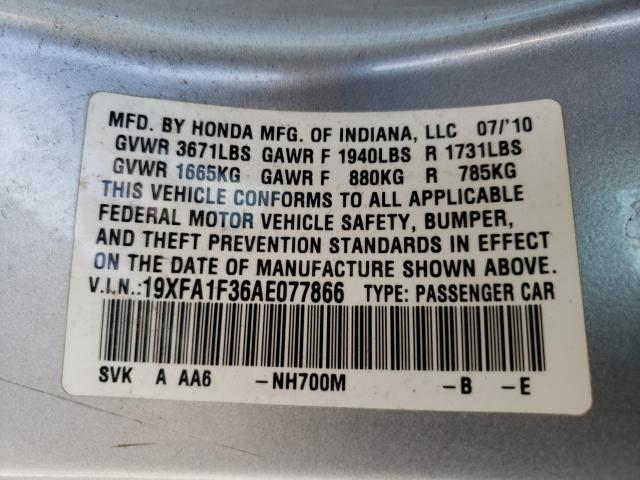 MFD. BY HONDA MFG. OF INDIANA, LLC 07/'10
GVWR 3671LBS GAWR F 1940LBS R 1731LBS
GVWR 1665KG GAWR F 880KG R 785KG
THIS VEHICLE CONFORMS TO ALL APPLICABLE
FEDERAL MOTOR VEHICLE SAFETY, BUMPER,
AND THEFT PREVENTION STANDARDS IN EFFECT
ON THE DATE OF MANUFACTURE SHOWN ABOVE.
V.I.N.:19XFA1F36AE077866 TYPE: PASSENGER CAR
SVK A AA6 -NH700M -B -E